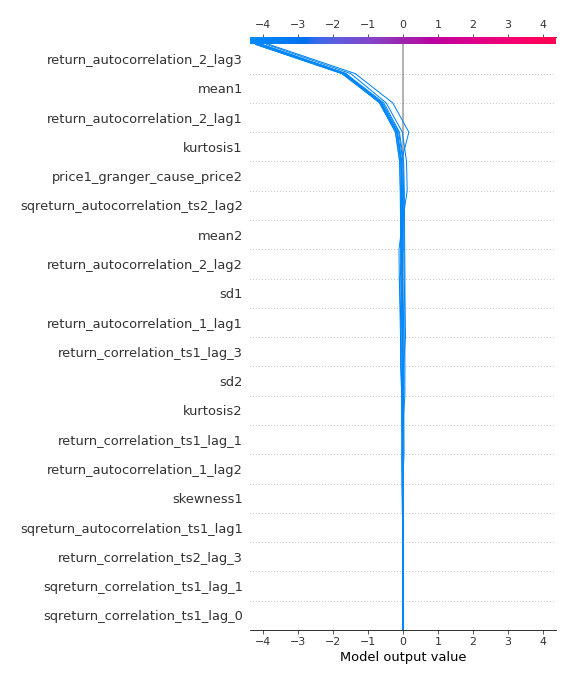 −4 −3 −2 −1 0 1 2 3 4
return_autocorrelation_2_lag3
mean1
return_autocorrelation_2_lag1
kurtosis1
price1_granger_cause_price2
sqreturn_autocorrelation_ts2_lag2
mean2
return_autocorrelation_2_lag2
sd1
return_autocorrelation_1_lag1
return_correlation_ts1_lag_3
sd2
kurtosis2
return_correlation_ts1_lag_1
return_autocorrelation_1_lag2
skewness1
sqreturn_autocorrelation_ts1_lag1
return_correlation_ts2_lag_3
sqreturn_correlation_ts1_lag_1
sqreturn_correlation_ts1_lag_0
−4 −3 −2 −1 0 1 2 3 4
Model output value